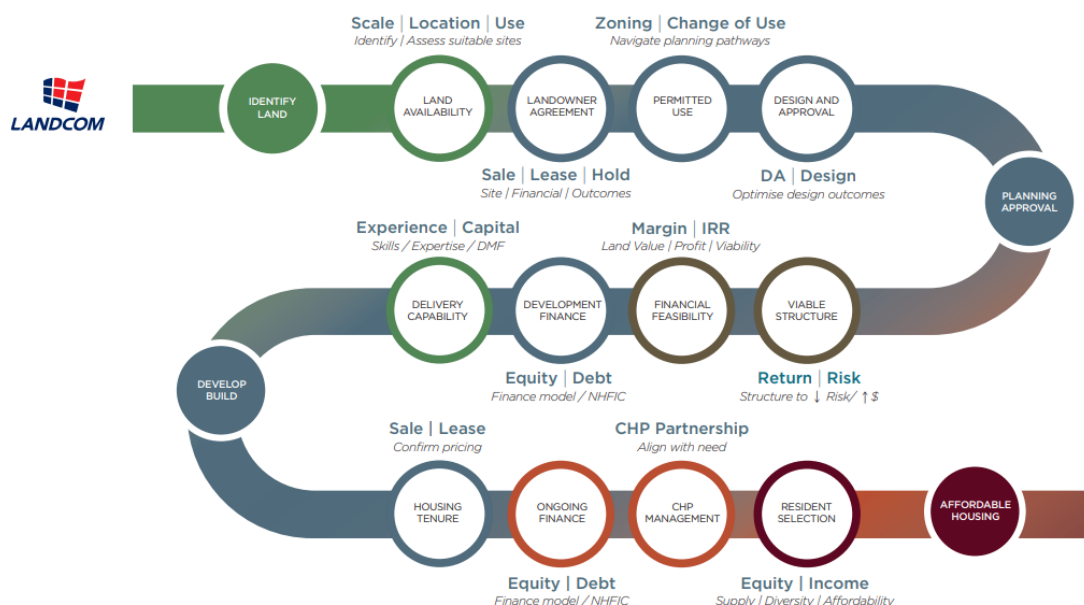 Scale | Location | Use
Identify | Assess suitable sites
Zoning | Change of Use
Navigate planning pathways
LANDCOM
IDENTIFY
LAND
LAND
AVAILABILITY
LANDOWNER
AGREEMENT
PERMITTED
USE
DESIGN AND
APPROVAL
Sale | Lease | Hold
Site | Financial | Outcomes
DA | Design
Optimise design outcomes
PLANNING
APPROVAL
Experience | Capital
Skills / Expertise / DMF
Margin | IRR
Land Value | Profit | Viability
DELIVERY
CAPABILITY
DEVELOPMENT
FINANCE
FINANCIAL
FEASIBILITY
VIABLE
STRUCTURE
Equity | Debt
Finance model / NHFIC
Return | Risk
Structure to ↓ Risk/ ↑ $
DEVELOP
BUILD
Sale | Lease
Confirm pricing
CHP Partnership
Align with need
HOUSING
TENURE
ONGOING
FINANCE
CHP
MANAGEMENT
RESIDENT
SELECTION
AFFORDABLE
HOUSING
Equity | Debt
Finance model / NHFIC
Equity | Income
Supply | Diversity | Affordability